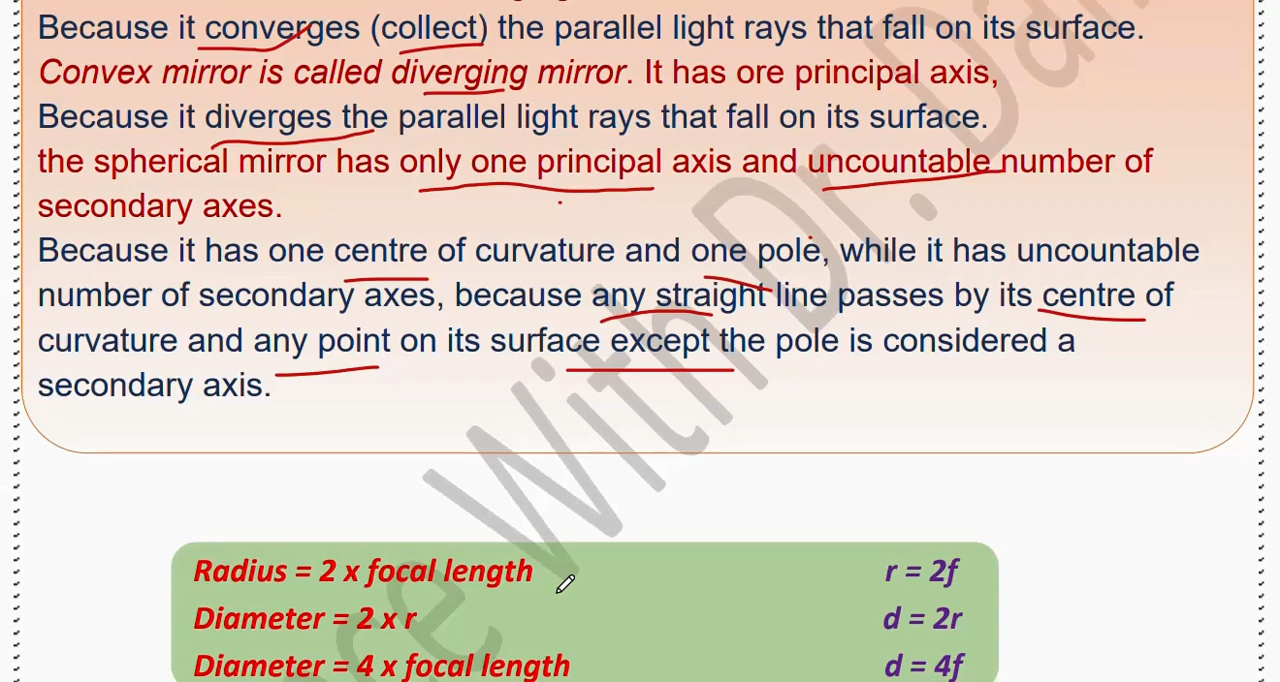 Because it converges (collect) the parallel light rays that fall on its surface.
Convex mirror is called diverging mirror. It has ore principal axis,
Because it diverges the parallel light rays that fall on its surface.
the spherical mirror has only one principal axis and uncountable number of
secondary axes.
Because it has one centre of curvature and one pole, while it has uncountable
number of secondary axes, because any straight line passes by its centre of
curvature and any point on its surface except the pole is considered a
secondary axis.
With Dr.
Radius = 2 x focal length r = 2f
Diameter = 2 x r d = 2r
Diameter = 4 x focal length d = 4f